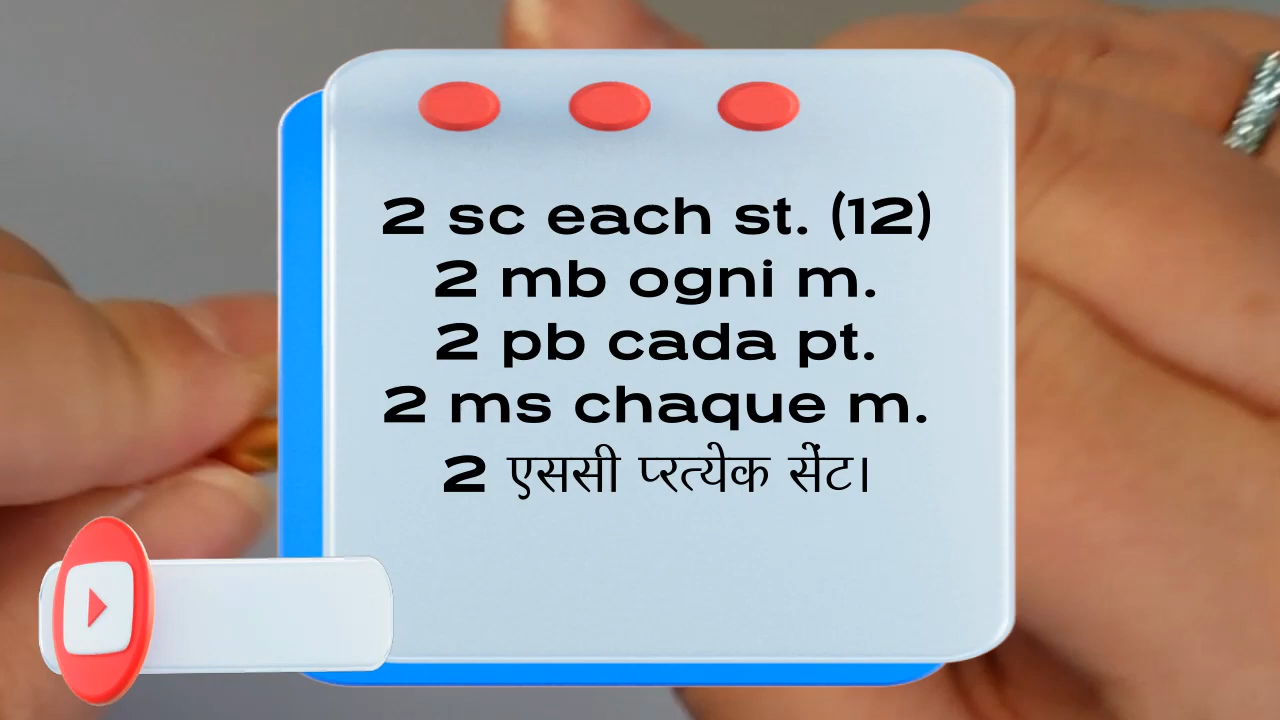 2 sc each st. (12)
2 mb ogni m.
2 pb cada pt.
2 ms chaque m.
2 एससी प्रत्येक सेंट।